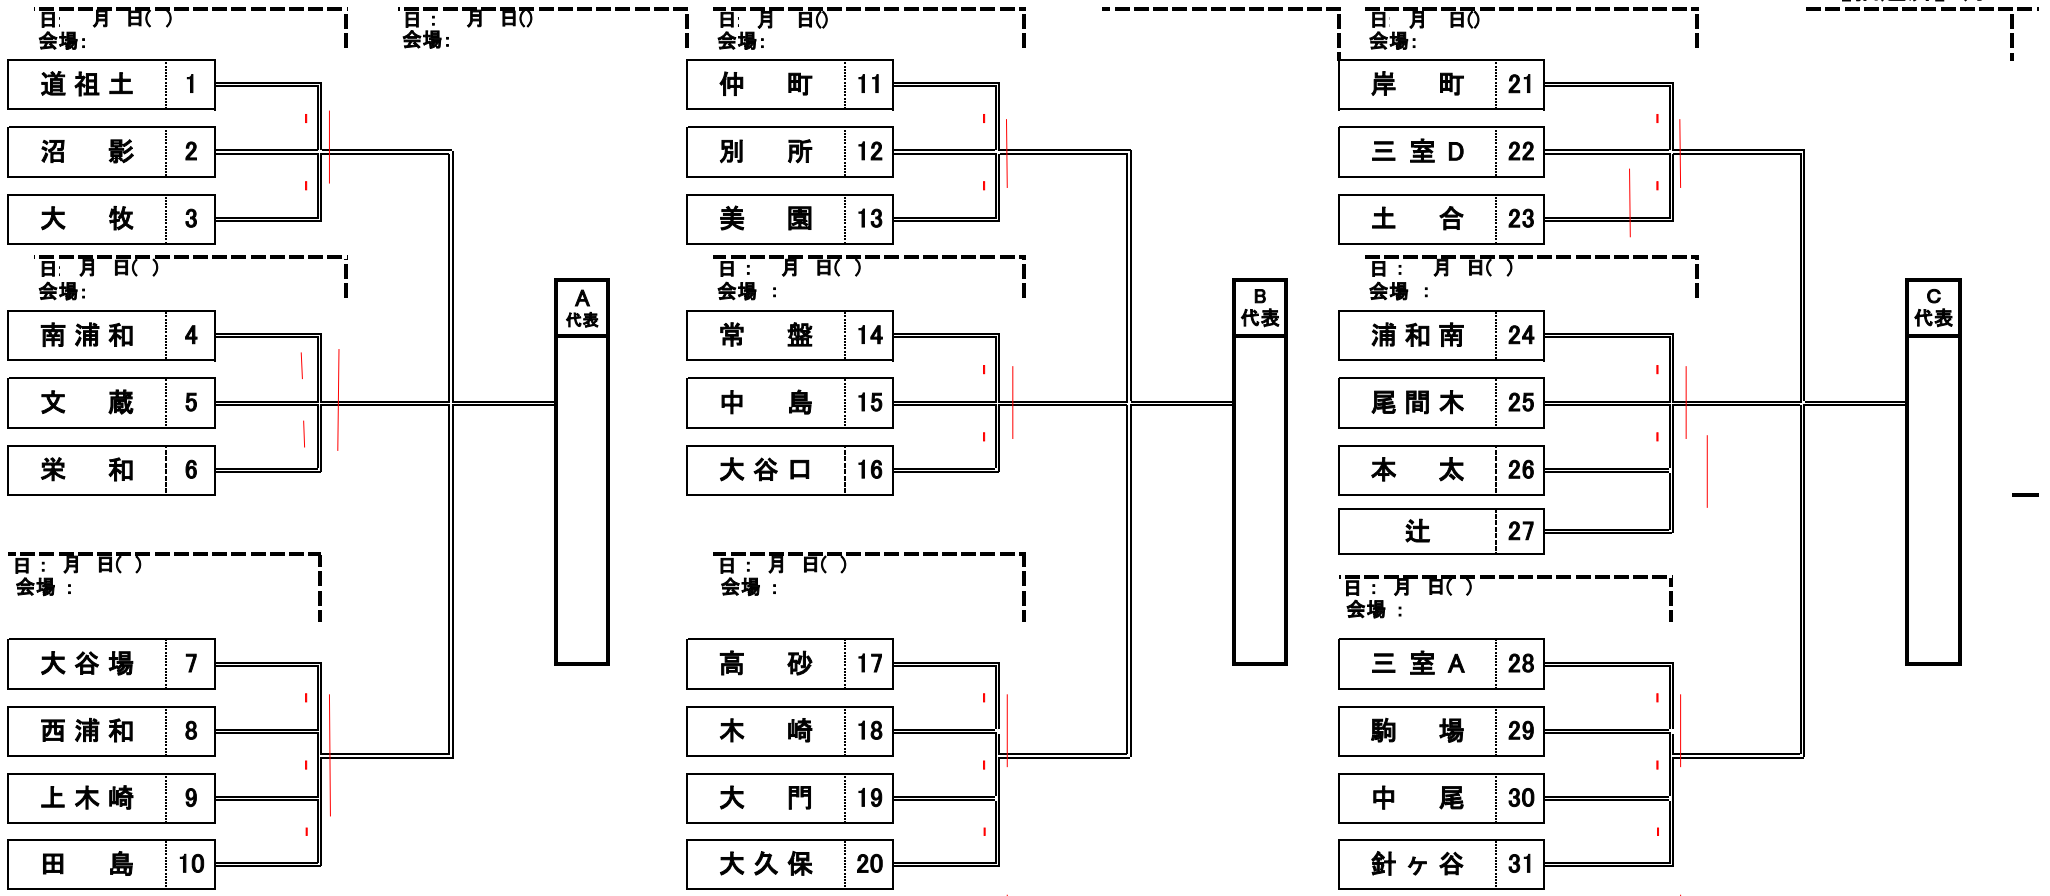 日: 月 日( )
会場:
道祖土 1
沼影 2
大牧 3
日: 月 日( )
会場:
南浦和 4
文蔵 5
栄和 6
日: 月 日( )
会場:
大谷場 7
西浦和 8
上木崎 9
田島 10
日: 月 日()
会場:
A
代表
日: 月 日()
会場:
仲町 11
別所 12
美園 13
日: 月 日( )
会場:
常盤 14
中島 15
大谷口 16
日: 月 日( )
会場:
高砂 17
木崎 18
大門 19
大久保 20
B
代表
日: 月 日()
会場:
岸町 21
三室D 22
土合 23
日: 月 日( )
会場:
浦和南 24
尾間木 25
本太 26
辻 27
日: 月 日( )
会場:
三室A 28
駒場 29
中尾 30
針ヶ谷 31
C
代表